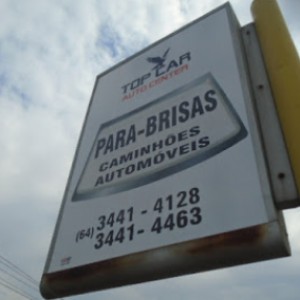 TOP CAR
AUTO CENTER
PARA-BRISAS
CAMINHÕES
AUTOMÓVEIS
(64) 3441 - 4128
3441 - 4463